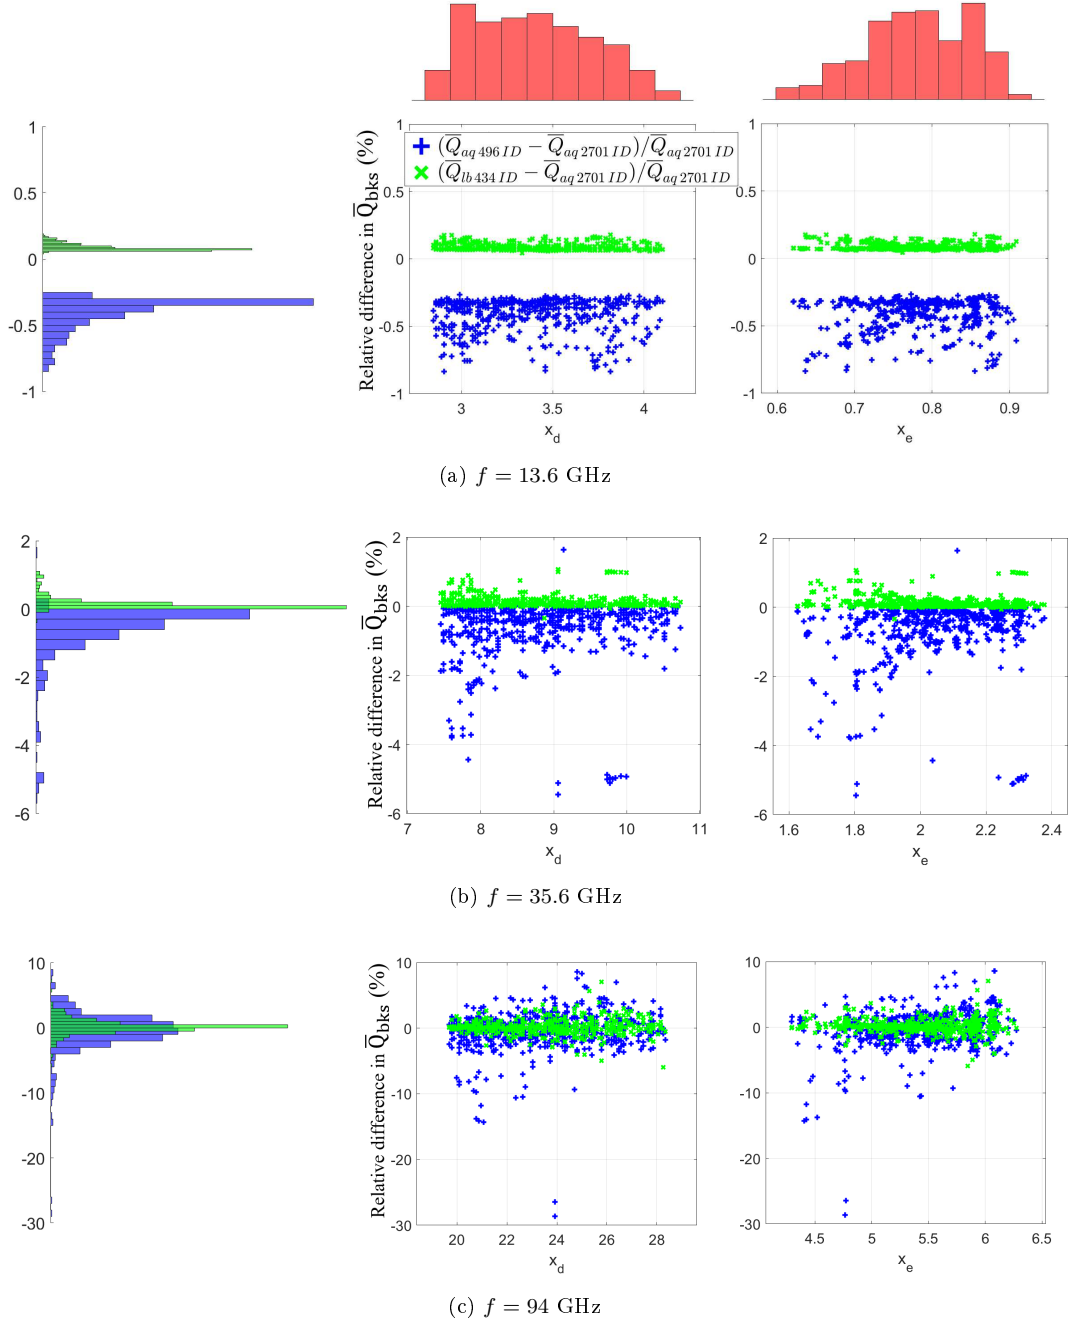 1
0.5
0
-0.5
-1
Relative difference in Q̅bks (%)
1
0.5
0
-0.5
-1
(Q̅aq 496 ID − Q̅aq 2701 ID)/Q̅aq 2701 ID
(Q̅lb 434 ID − Q̅aq 2701 ID)/Q̅aq 2701 ID
3 3.5 4
xd
1
0.5
0
-0.5
-1
0.6 0.7 0.8 0.9
xe
(a) f = 13.6 GHz
2
0
-2
-4
-6
Relative difference in Q̅bks (%)
2
0
-2
-4
-6
7 8 9 10 11
xd
2
0
-2
-4
-6
1.6 1.8 2 2.2 2.4
xe
(b) f = 35.6 GHz
10
0
-10
-20
-30
Relative difference in Q̅bks (%)
10
0
-10
-20
-30
20 22 24 26 28
xd
10
0
-10
-20
-30
4.5 5 5.5 6 6.5
xe
(c) f = 94 GHz